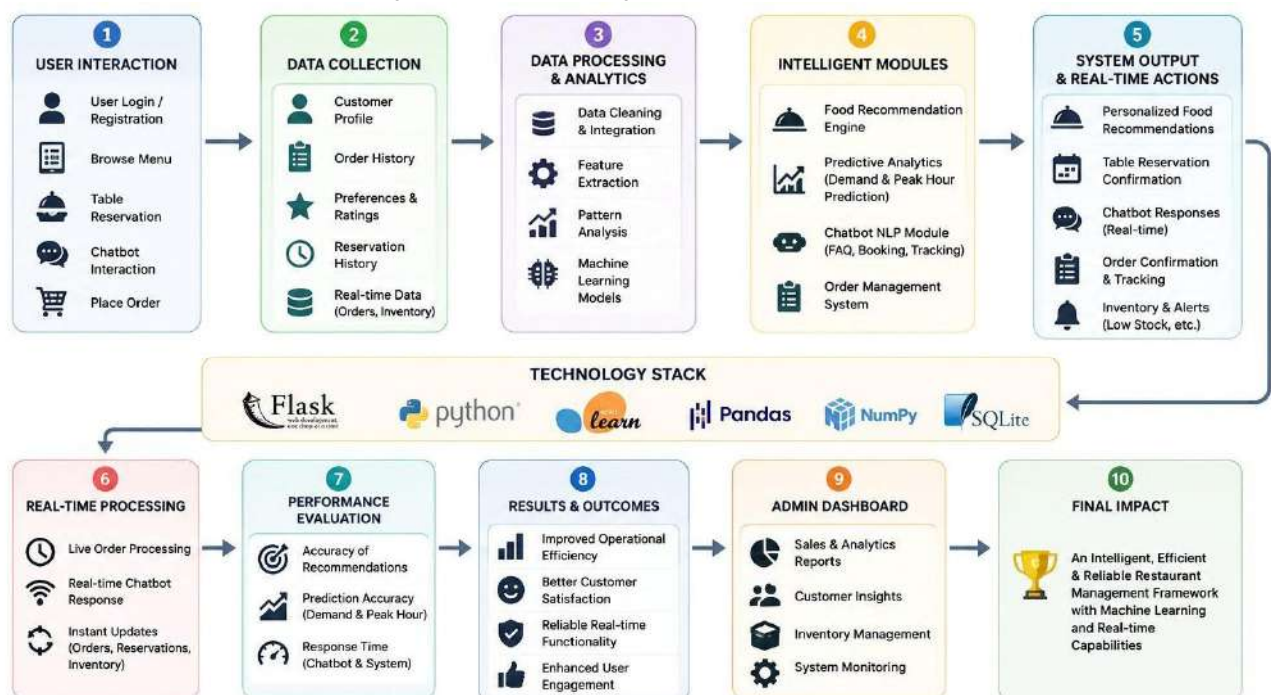 1
USER INTERACTION
User Login /
Registration
Browse Menu
Table
Reservation
Chatbot
Interaction
Place Order
2
DATA COLLECTION
Customer
Profile
Order History
Preferences &
Ratings
Reservation
History
Real-time Data
(Orders, Inventory)
3
DATA PROCESSING
& ANALYTICS
Data Cleaning
& Integration
Feature
Extraction
Pattern
Analysis
Machine
Learning
Models
4
INTELLIGENT MODULES
Food Recommendation
Engine
Predictive Analytics
(Demand & Peak Hour
Prediction)
Chatbot NLP Module
(FAQ, Booking, Tracking)
Order Management
System
5
SYSTEM OUTPUT
& REAL-TIME ACTIONS
Personalized Food
Recommendations
Table Reservation
Confirmation
Chatbot Responses
(Real-time)
Order Confirmation
& Tracking
Inventory & Alerts
(Low Stock, etc.)
TECHNOLOGY STACK
Flask
web development,
one drop at a time
python
learn
Pandas
NumPy
SQLite
6
REAL-TIME PROCESSING
Live Order Processing
Real-time Chatbot
Response
Instant Updates
(Orders, Reservations,
Inventory)
7
PERFORMANCE
EVALUATION
Accuracy of
Recommendations
Prediction Accuracy
(Demand & Peak Hour)
Response Time
(Chatbot & System)
8
RESULTS & OUTCOMES
Improved Operational
Efficiency
Better Customer
Satisfaction
Reliable Real-time
Functionality
Enhanced User
Engagement
9
ADMIN DASHBOARD
Sales & Analytics
Reports
Customer Insights
Inventory Management
System Monitoring
10
FINAL IMPACT
An Intelligent, Efficient
& Reliable Restaurant
Management Framework
with Machine Learning
and Real-time
Capabilities